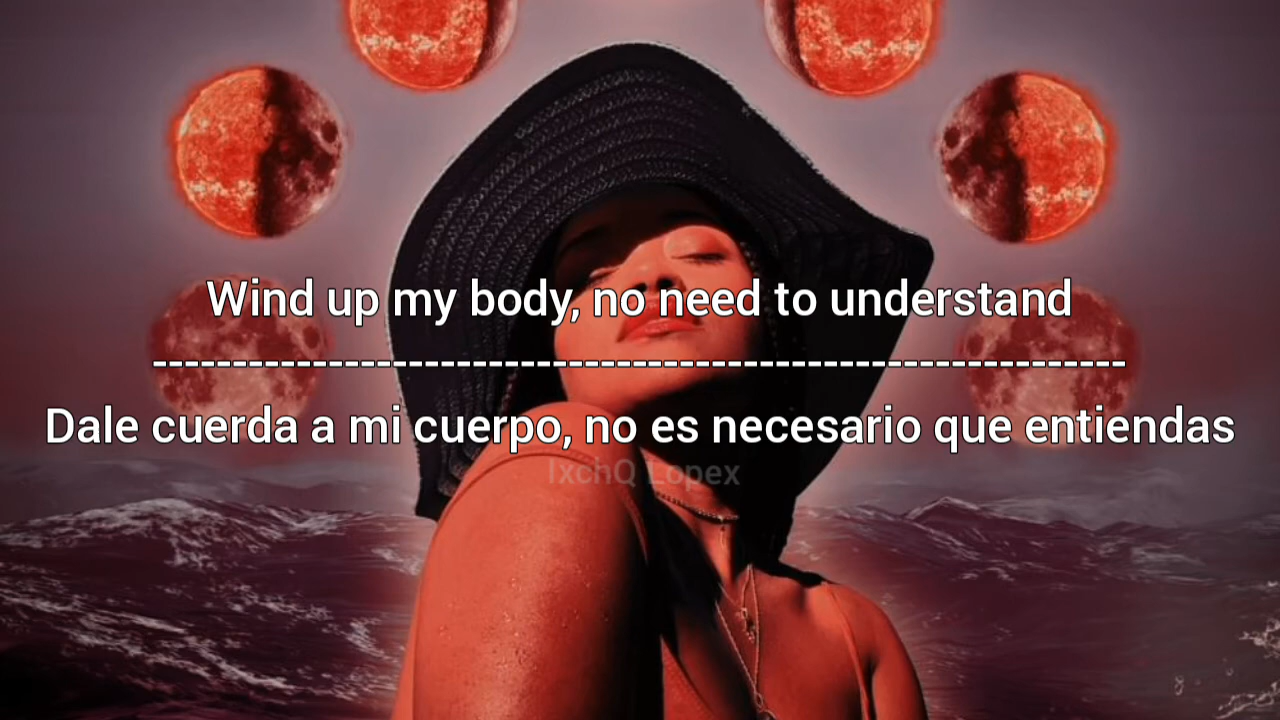 Wind up my body, no need to understand
-------------------------------------------------------------
Dale cuerda a mi cuerpo, no es necesario que entiendas
IxchQ Lopex